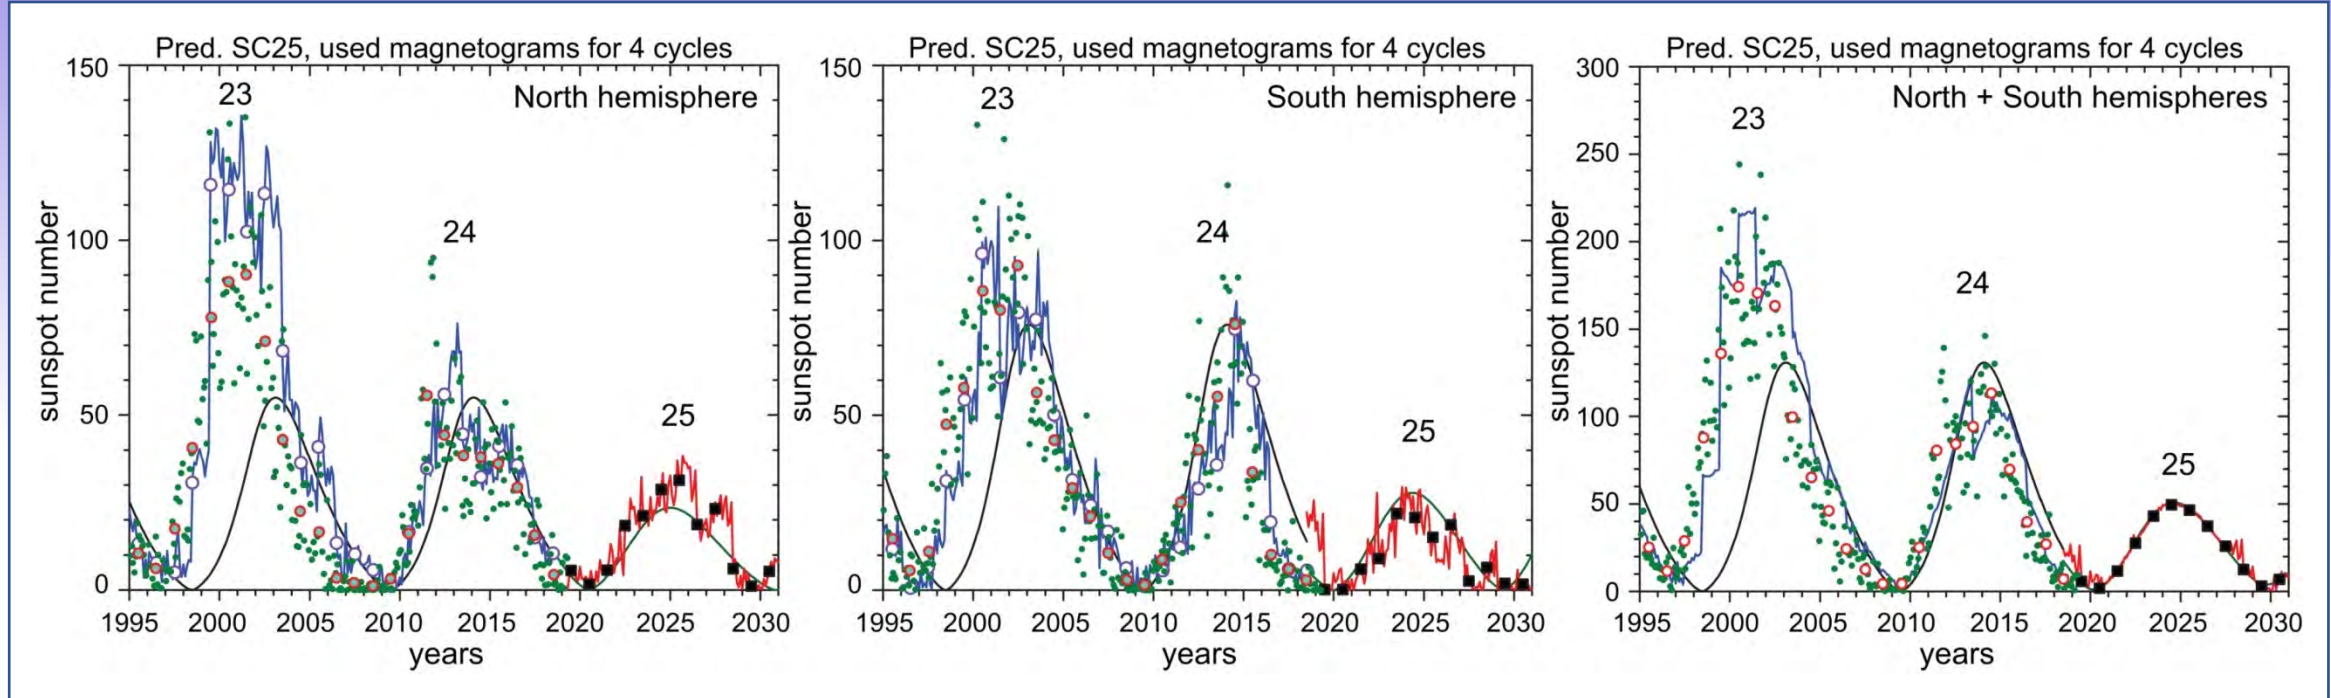 Pred. SC25, used magnetograms for 4 cycles
150
23
North hemisphere
100
24
sunspot number
50
25
0
1995 2000 2005 2010 2015 2020 2025 2030
years
Pred. SC25, used magnetograms for 4 cycles
150
23
South hemisphere
100
24
sunspot number
50
25
0
1995 2000 2005 2010 2015 2020 2025 2030
years
Pred. SC25, used magnetograms for 4 cycles
300
23
North + South hemispheres
250
200
24
sunspot number
150
100
25
50
0
1995 2000 2005 2010 2015 2020 2025 2030
years